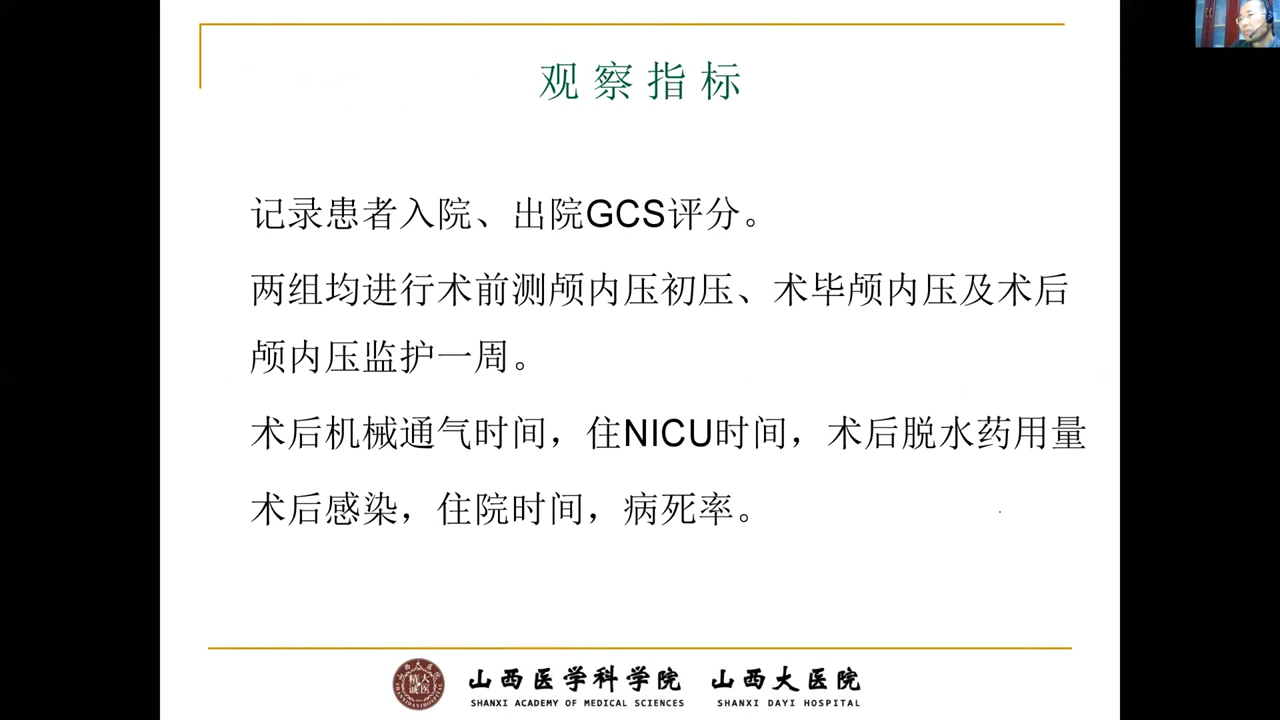 观察指标
记录患者入院、出院GCS评分。
两组均进行术前测颅内压初压、术毕颅内压及术后
颅内压监护一周。
术后机械通气时间，住NICU时间，术后脱水药用量
术后感染，住院时间，病死率。
山西医学科学院 山西大医院
SHANXI ACADEMY OF MEDICAL SCIENCES SHANXI DAYI HOSPITAL